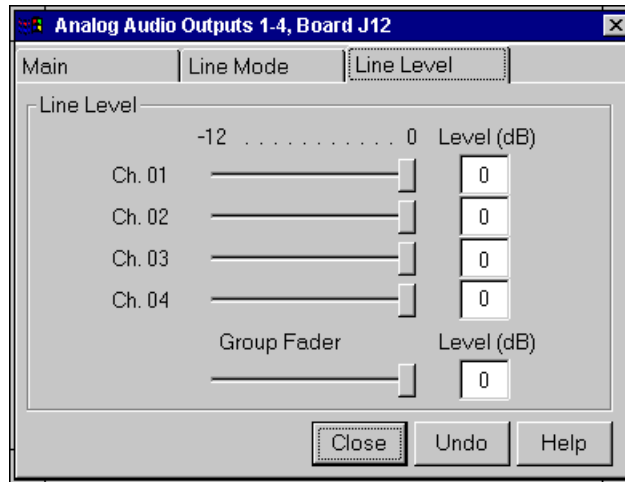 Analog Audio Outputs 1-4, Board J12
Main Line Mode Line Level
Line Level
-12 . . . . . . . . . . . 0 Level (dB)
Ch. 01 0
Ch. 02 0
Ch. 03 0
Ch. 04 0
Group Fader Level (dB)
0
Close Undo Help